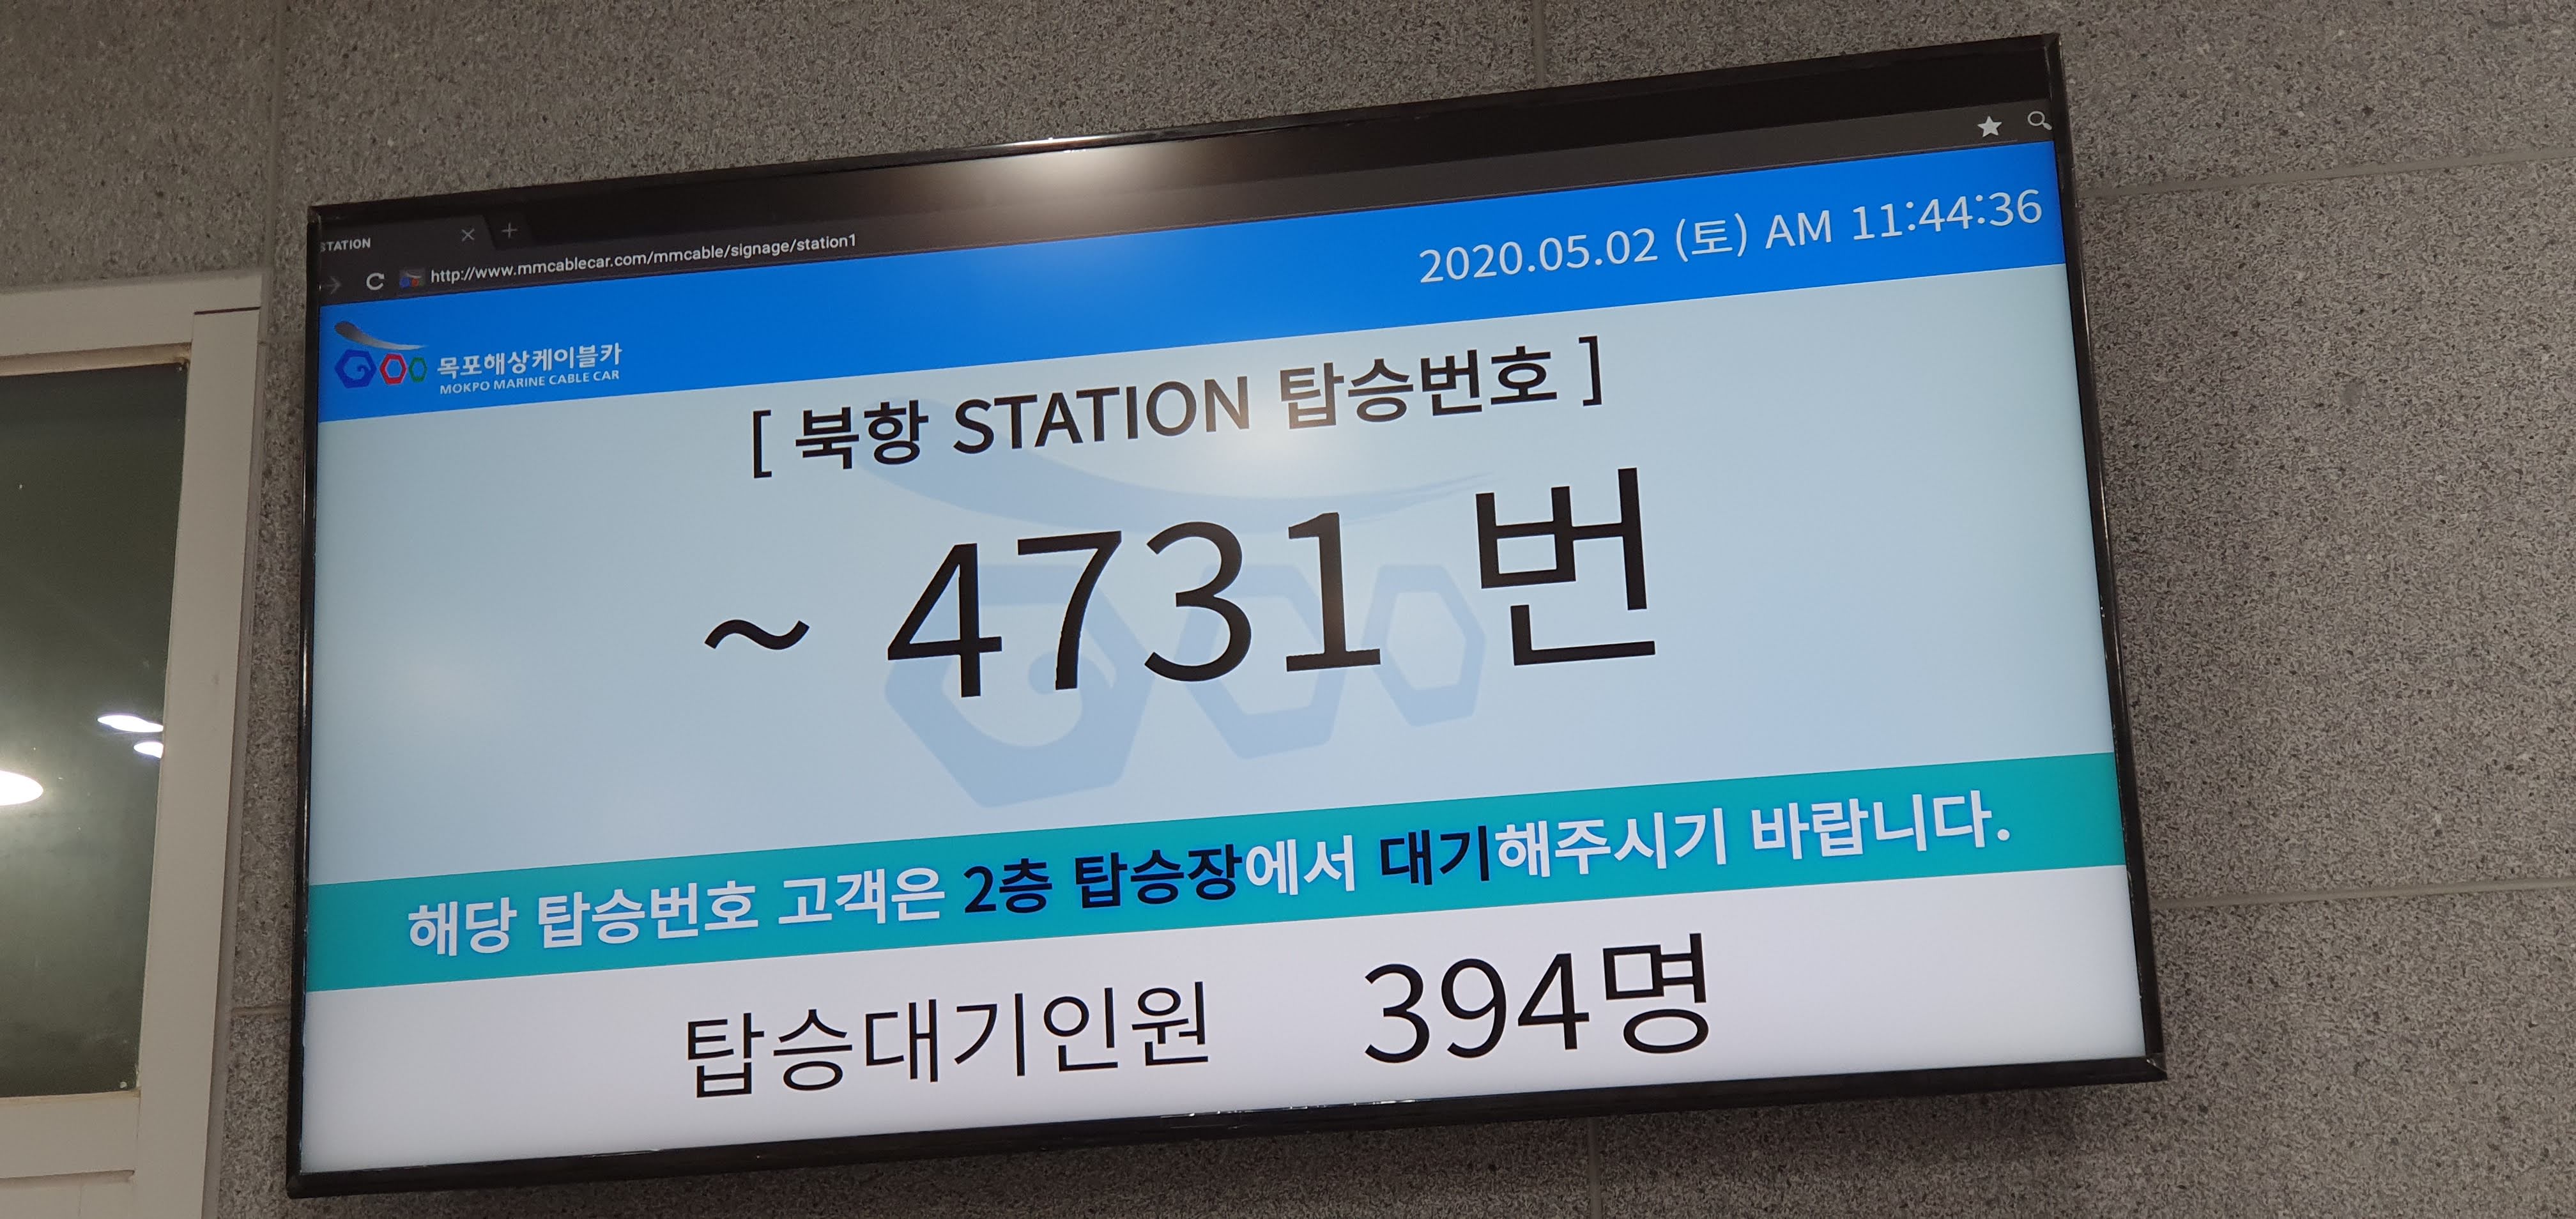 STATION
http://www.mmcablecar.com/mmcable/signage/station1
2020.05.02 (토) AM 11:44:36
목포해상케이블카
MOKPO MARINE CABLE CAR
[ 북항 STATION 탑승번호 ]
~ 4731 번
해당 탑승번호 고객은 2층 탑승장에서 대기해주시기 바랍니다.
탑승대기인원 394명